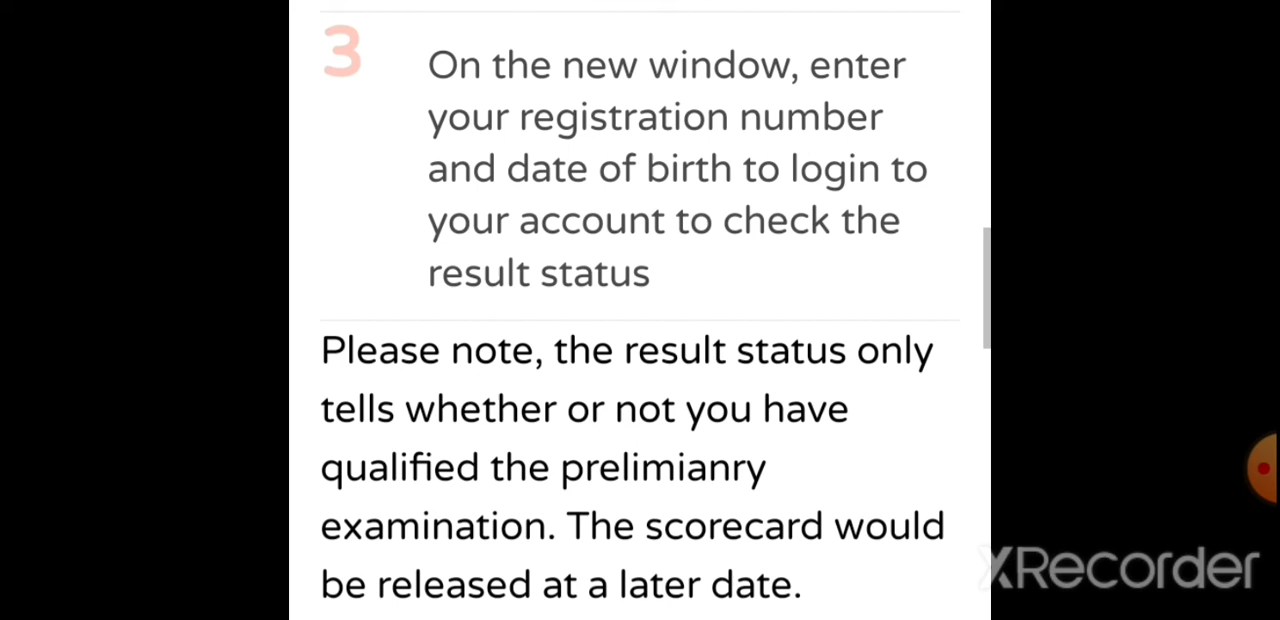 3
On the new window, enter
your registration number
and date of birth to login to
your account to check the
result status
Please note, the result status only
tells whether or not you have
qualified the prelimianry
examination. The scorecard would
be released at a later date.
XRecorder